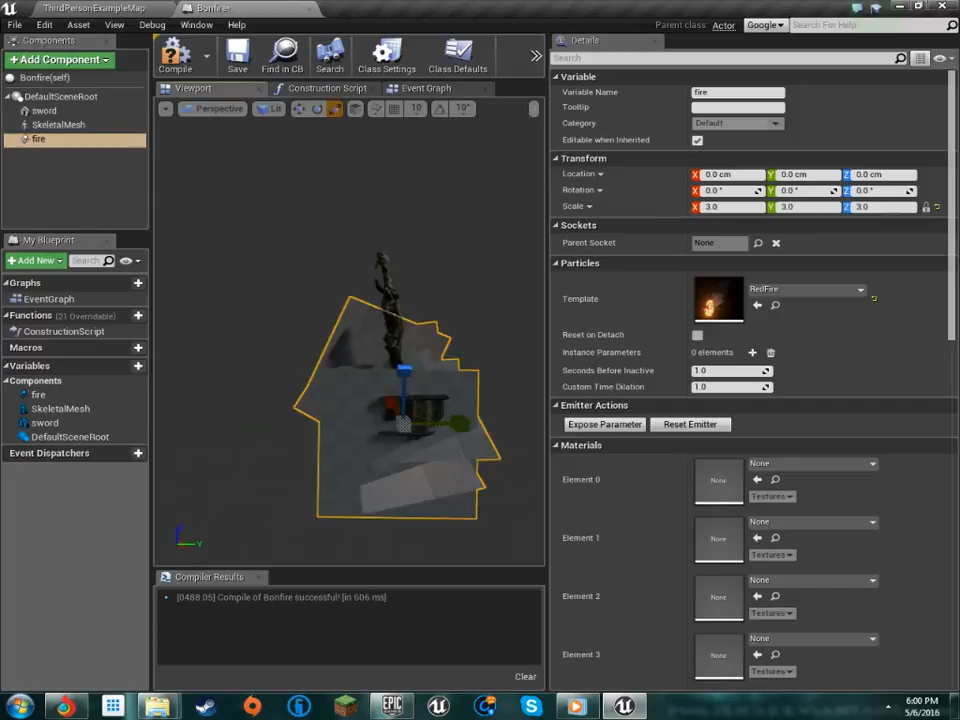 ThirdPersonExampleMap
Bonfire
File Edit Asset View Debug Window Help
Parent class: Actor
Google
Search For Help
Components
+ Add Component
Bonfire(self)
DefaultSceneRoot
sword
SkeletalMesh
fire
My Blueprint
+ Add New
Search
Graphs
EventGraph
Functions (21 Overridable)
ConstructionScript
Macros
Variables
Components
fire
SkeletalMesh
sword
DefaultSceneRoot
Event Dispatchers
Compile Save Find in CB Search Class Settings Class Defaults
Viewport Construction Script Event Graph
Perspective Lit 10 10°
Y
Compiler Results
[0488.05] Compile of Bonfire successful! [in 606 ms]
Clear
Details
Search
Variable
Variable Name fire
Tooltip
Category Default
Editable when Inherited
Transform
Location X 0.0 cm Y 0.0 cm Z 0.0 cm
Rotation X 0.0 ° Y 0.0 ° Z 0.0 °
Scale X 3.0 Y 3.0 Z 3.0
Sockets
Parent Socket None
Particles
Template RedFire
Reset on Detach
Instance Parameters 0 elements
Seconds Before Inactive 1.0
Custom Time Dilation 1.0
Emitter Actions
Expose Parameter Reset Emitter
Materials
Element 0 None None
Textures
Element 1 None None
Textures
Element 2 None None
Textures
Element 3 None None
Textures
EPIC
6:00 PM
5/6/2016